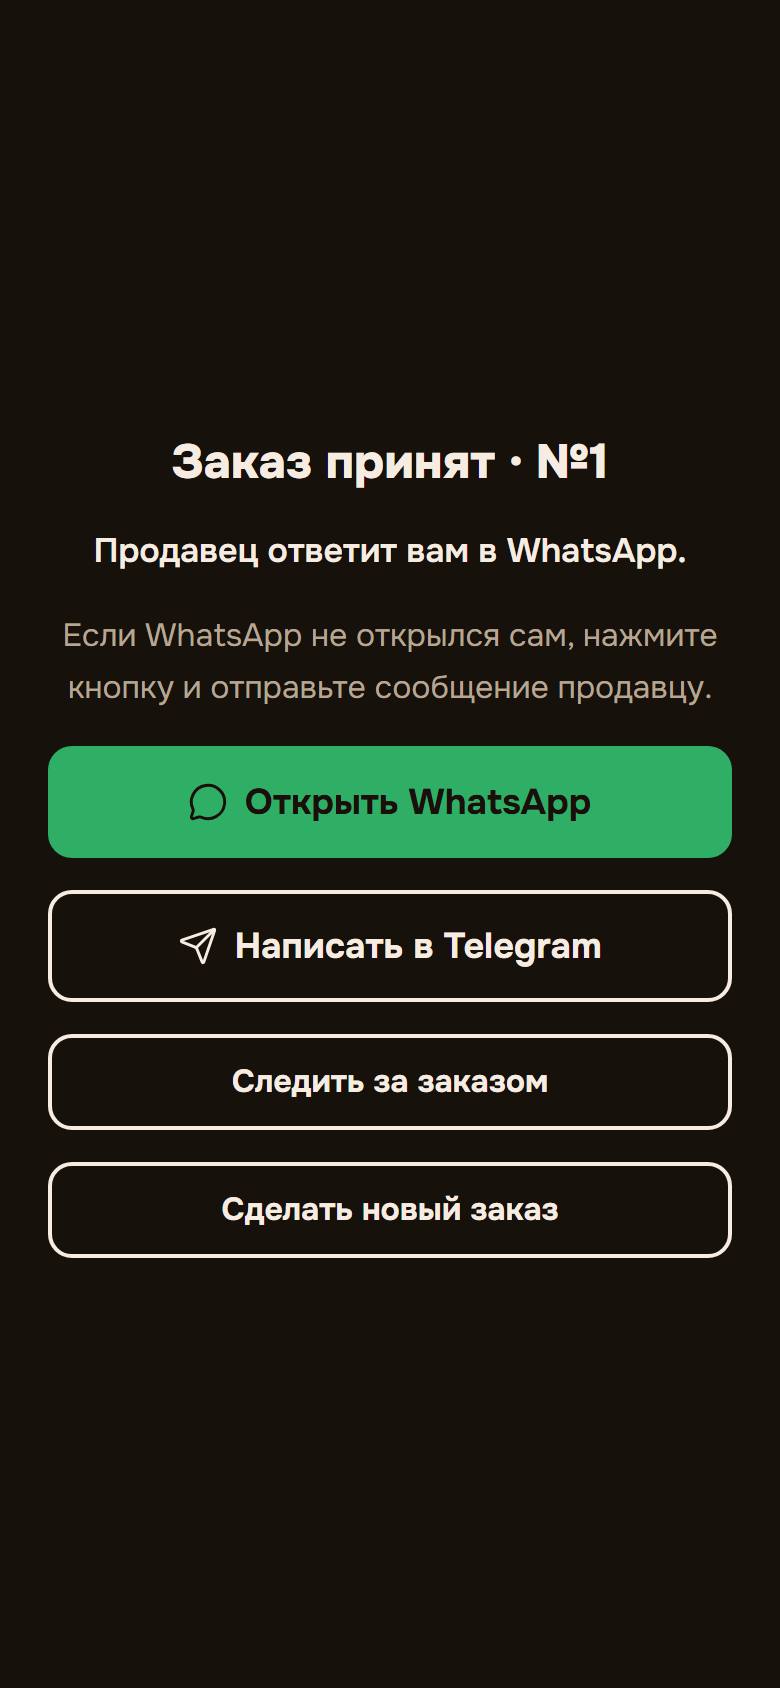 Заказ принят · №1
Продавец ответит вам в WhatsApp.
Если WhatsApp не открылся сам, нажмите
кнопку и отправьте сообщение продавцу.
Открыть WhatsApp
Написать в Telegram
Следить за заказом
Сделать новый заказ